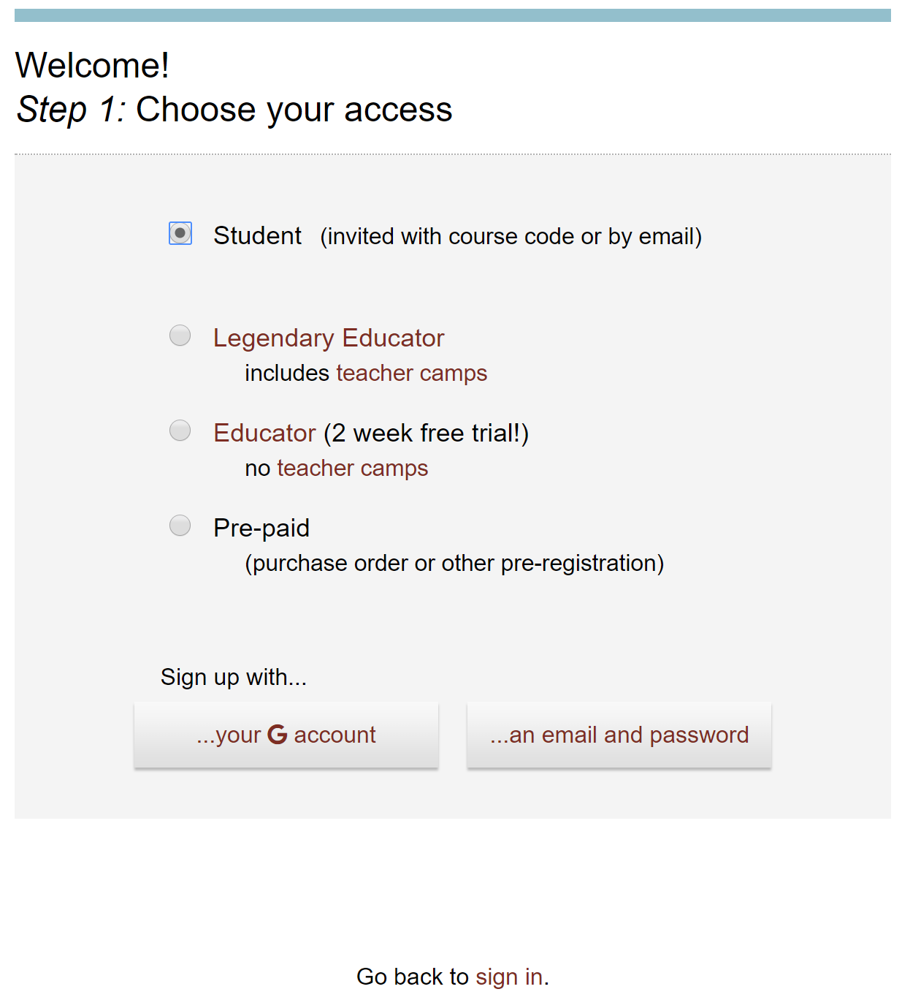 Welcome!
Step 1: Choose your access
Student (invited with course code or by email)
Legendary Educator
includes teacher camps
Educator (2 week free trial!)
no teacher camps
Pre-paid
(purchase order or other pre-registration)
Sign up with...
...your G account
...an email and password
Go back to sign in.